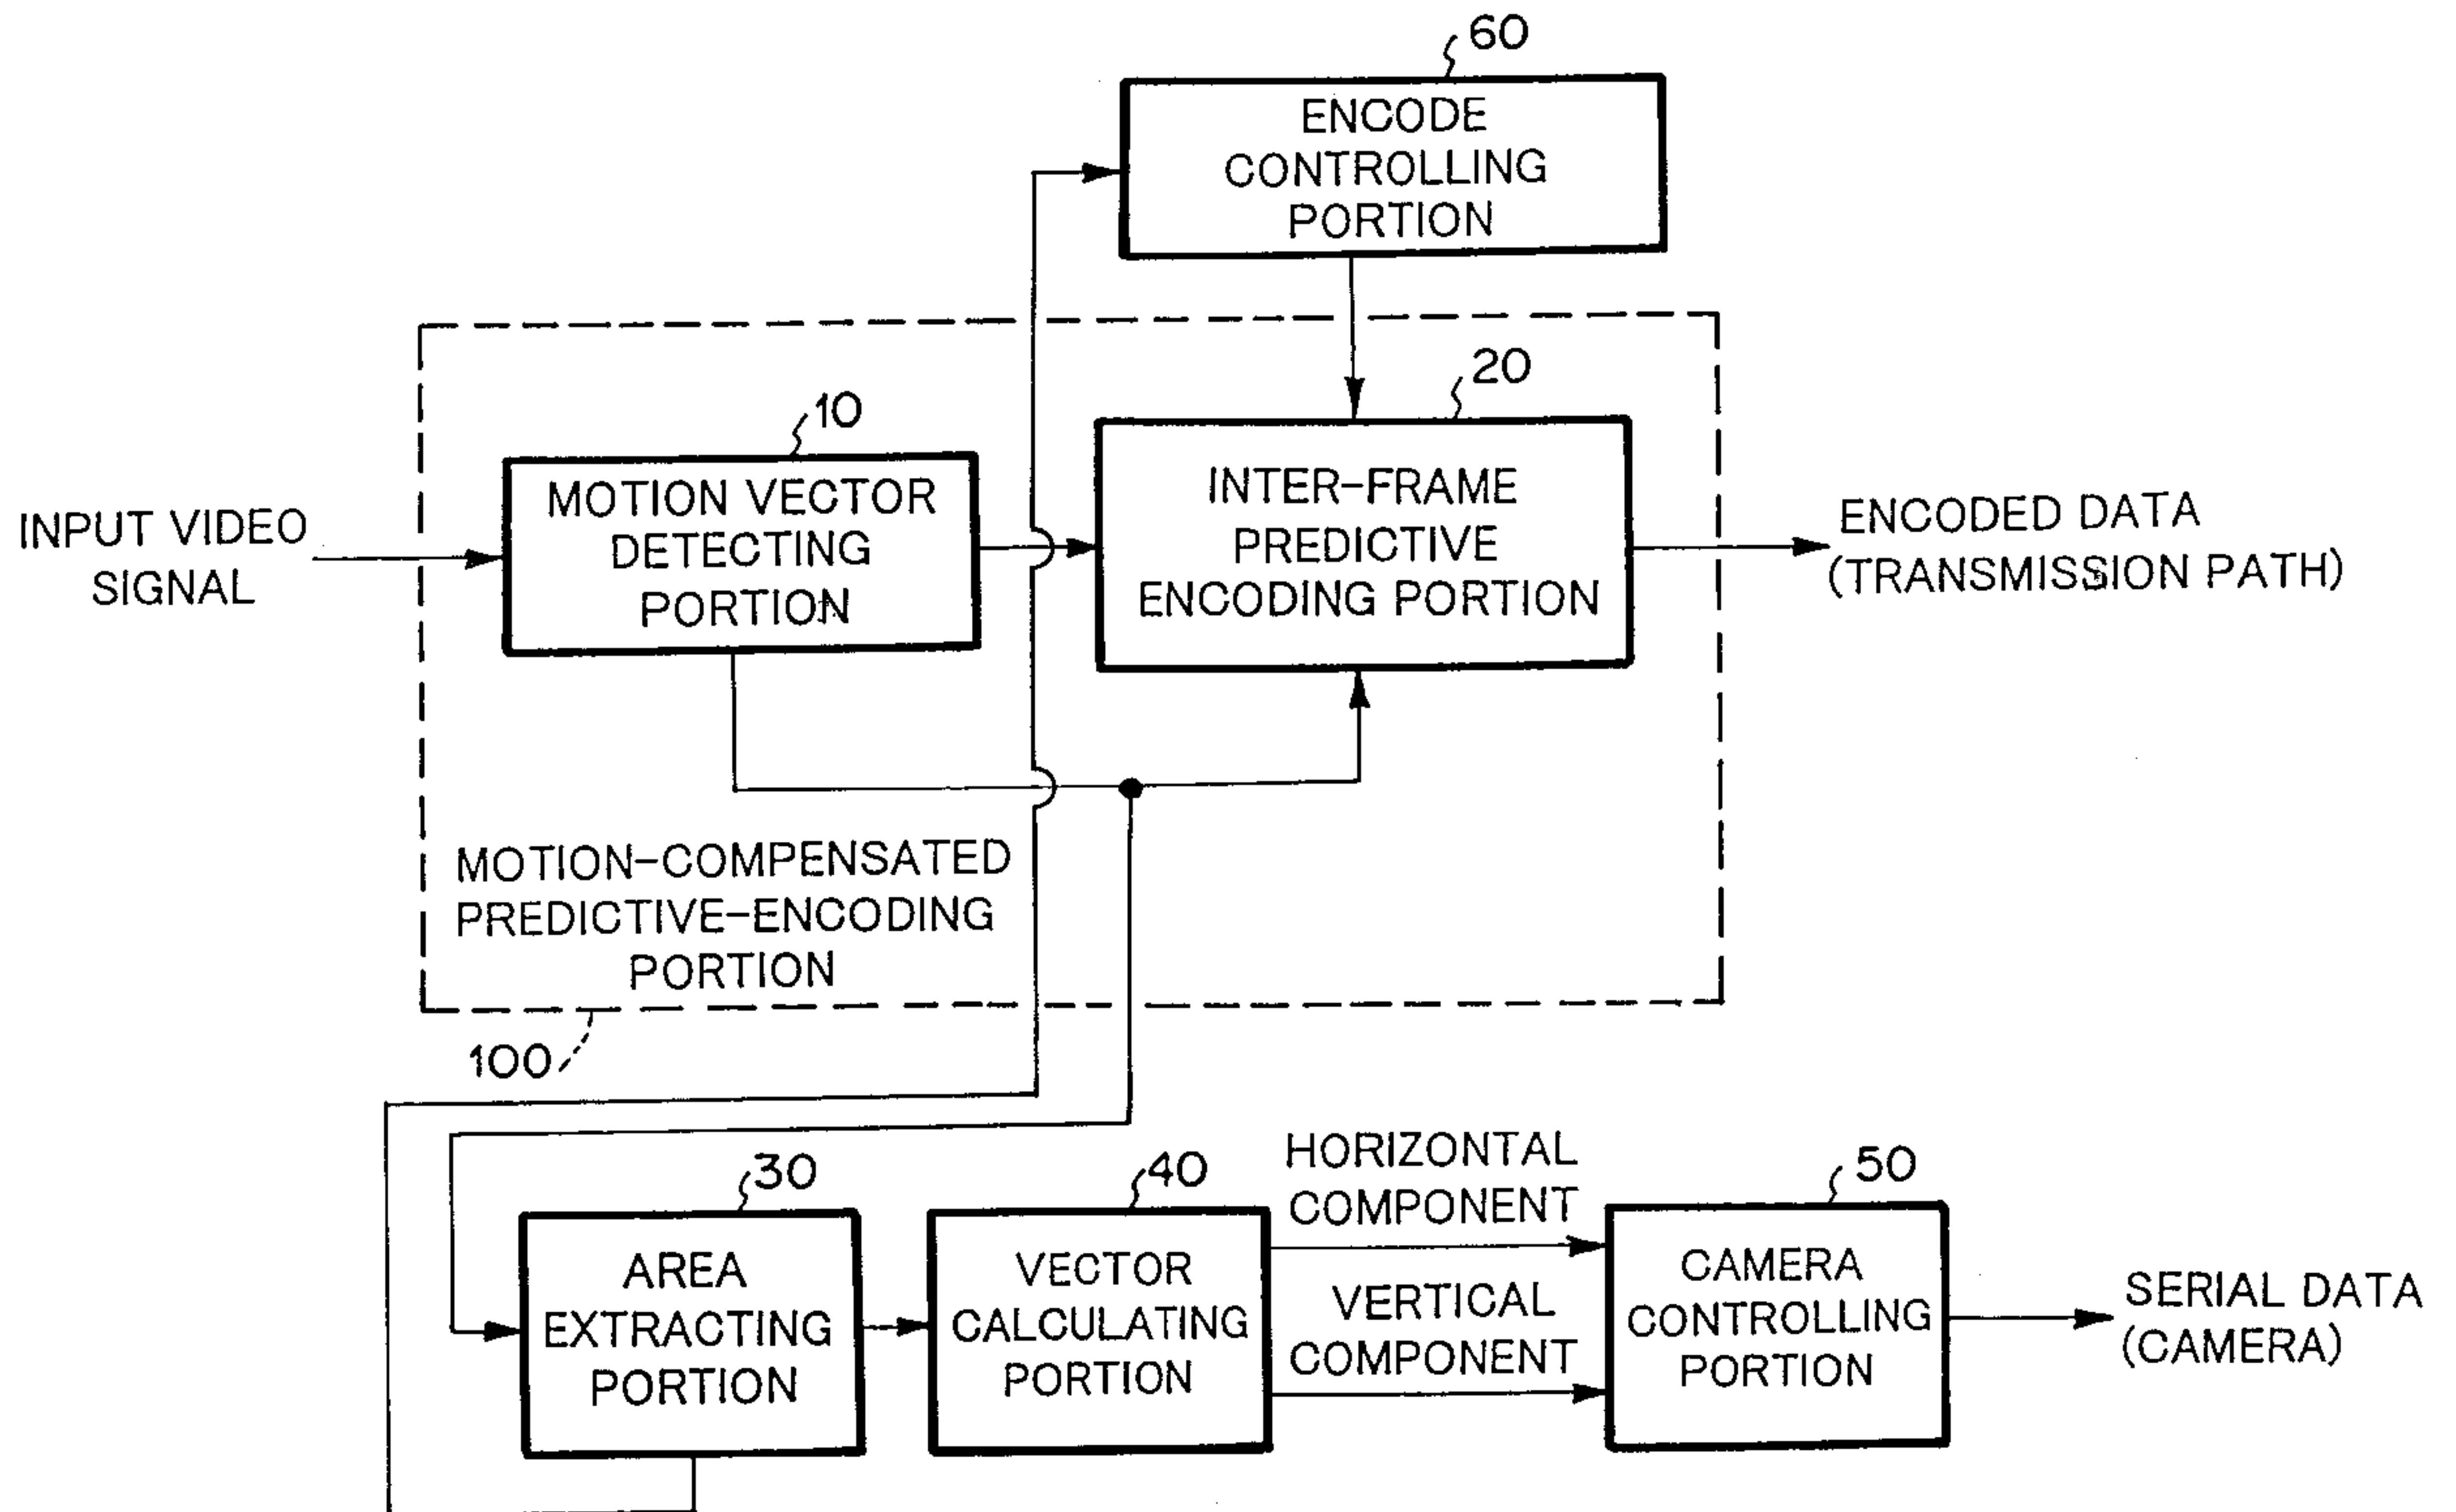 60
ENCODE
CONTROLLING
PORTION
20
10
INPUT VIDEO
SIGNAL
MOTION VECTOR
DETECTING
PORTION
INTER-FRAME
PREDICTIVE
ENCODING PORTION
ENCODED DATA
(TRANSMISSION PATH)
MOTION-COMPENSATED
PREDICTIVE-ENCODING
PORTION
100
30
AREA
EXTRACTING
PORTION
40
VECTOR
CALCULATING
PORTION
HORIZONTAL
COMPONENT
VERTICAL
COMPONENT
50
CAMERA
CONTROLLING
PORTION
SERIAL DATA
(CAMERA)